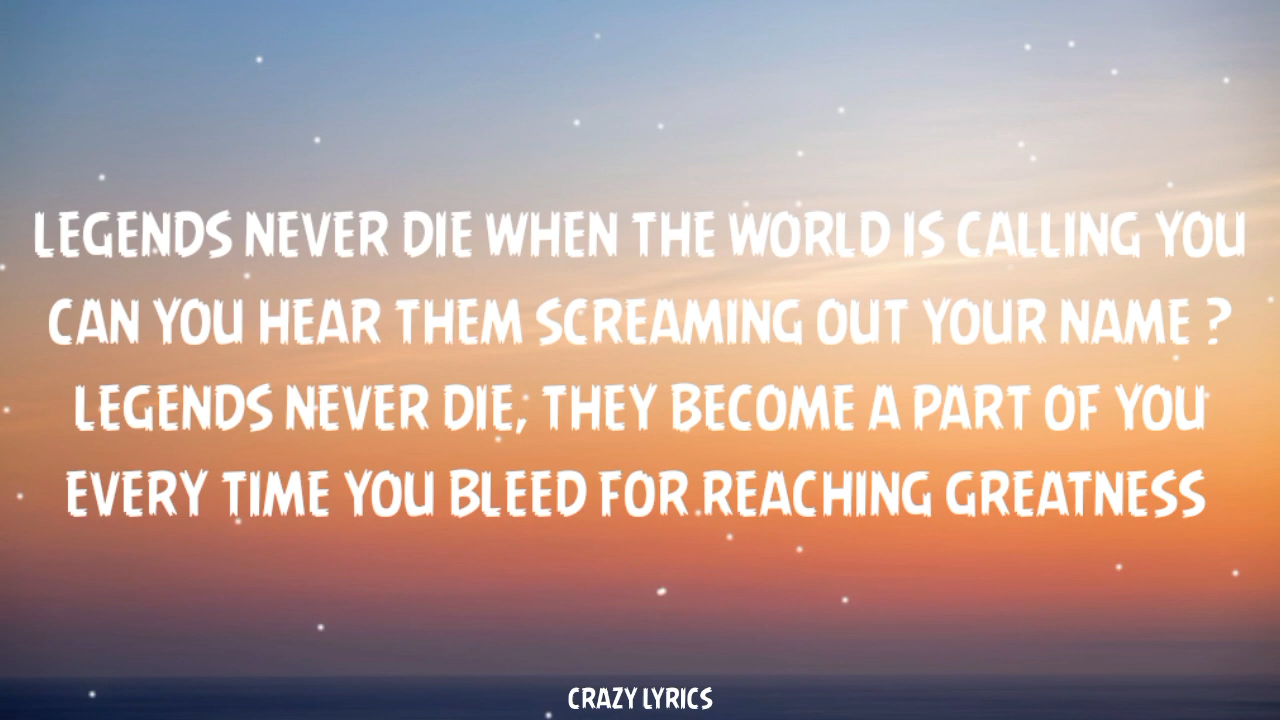 LEGENDS NEVER DIE WHEN THE WORLD IS CALLING YOU
CAN YOU HEAR THEM SCREAMING OUT YOUR NAME ?
LEGENDS NEVER DIE, THEY BECOME A PART OF YOU
EVERY TIME YOU BLEED FOR REACHING GREATNESS
CRAZY LYRICS